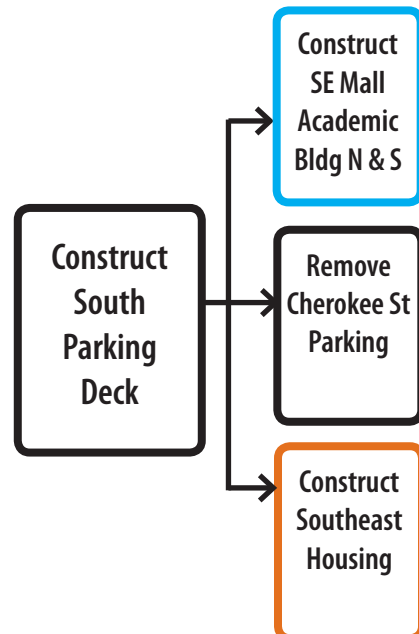 Construct
South
Parking
Deck
Construct
SE Mall
Academic
Bldg N & S
Remove
Cherokee St
Parking
Construct
Southeast
Housing